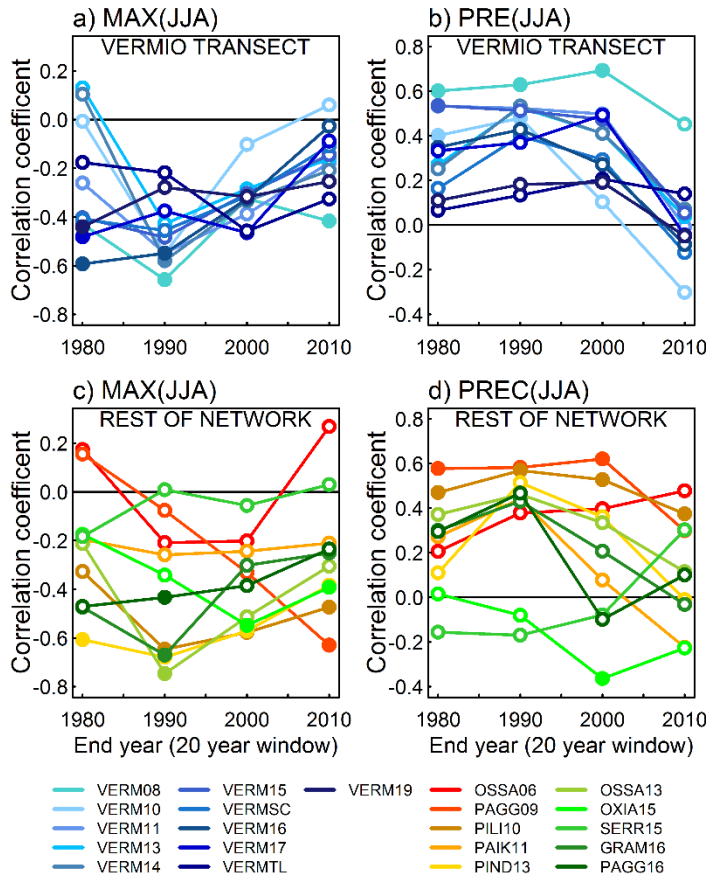 a) MAX(JJA)
VERMIO TRANSECT
Correlation coefficent
0.2
0.0
-0.2
-0.4
-0.6
-0.8
1980 1990 2000 2010
b) PRE(JJA)
VERMIO TRANSECT
Correlation coefficent
0.8
0.6
0.4
0.2
0.0
-0.2
-0.4
1980 1990 2000 2010
c) MAX(JJA)
REST OF NETWORK
Correlation coefficent
0.2
0.0
-0.2
-0.4
-0.6
-0.8
1980 1990 2000 2010
End year (20 year window)
d) PREC(JJA)
REST OF NETWORK
Correlation coefficent
0.8
0.6
0.4
0.2
0.0
-0.2
-0.4
1980 1990 2000 2010
End year (20 year window)
VERM08 VERM15 VERM19 OSSA06 OSSA13
VERM10 VERMSC PAGG09 OXIA15
VERM11 VERM16 PILI10 SERR15
VERM13 VERM17 PAIK11 GRAM16
VERM14 VERMTL PIND13 PAGG16